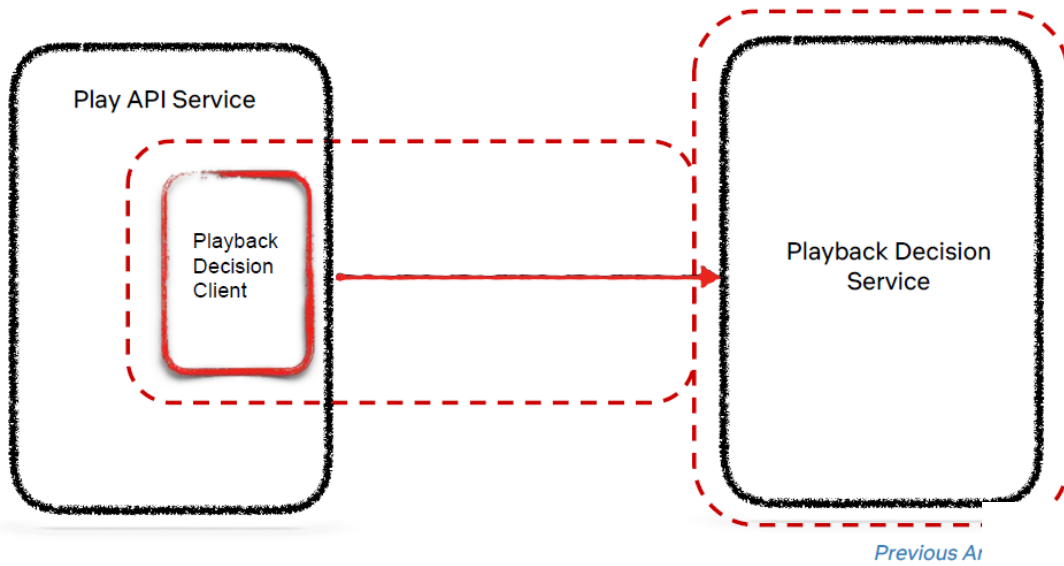 Play API Service
Playback
Decision
Client
Playback Decision
Service
Previous